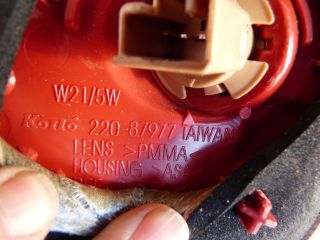 W21/5W
Koito 220-87977 TAIWAN
LENS >PMMA<
HOUSING >ASA